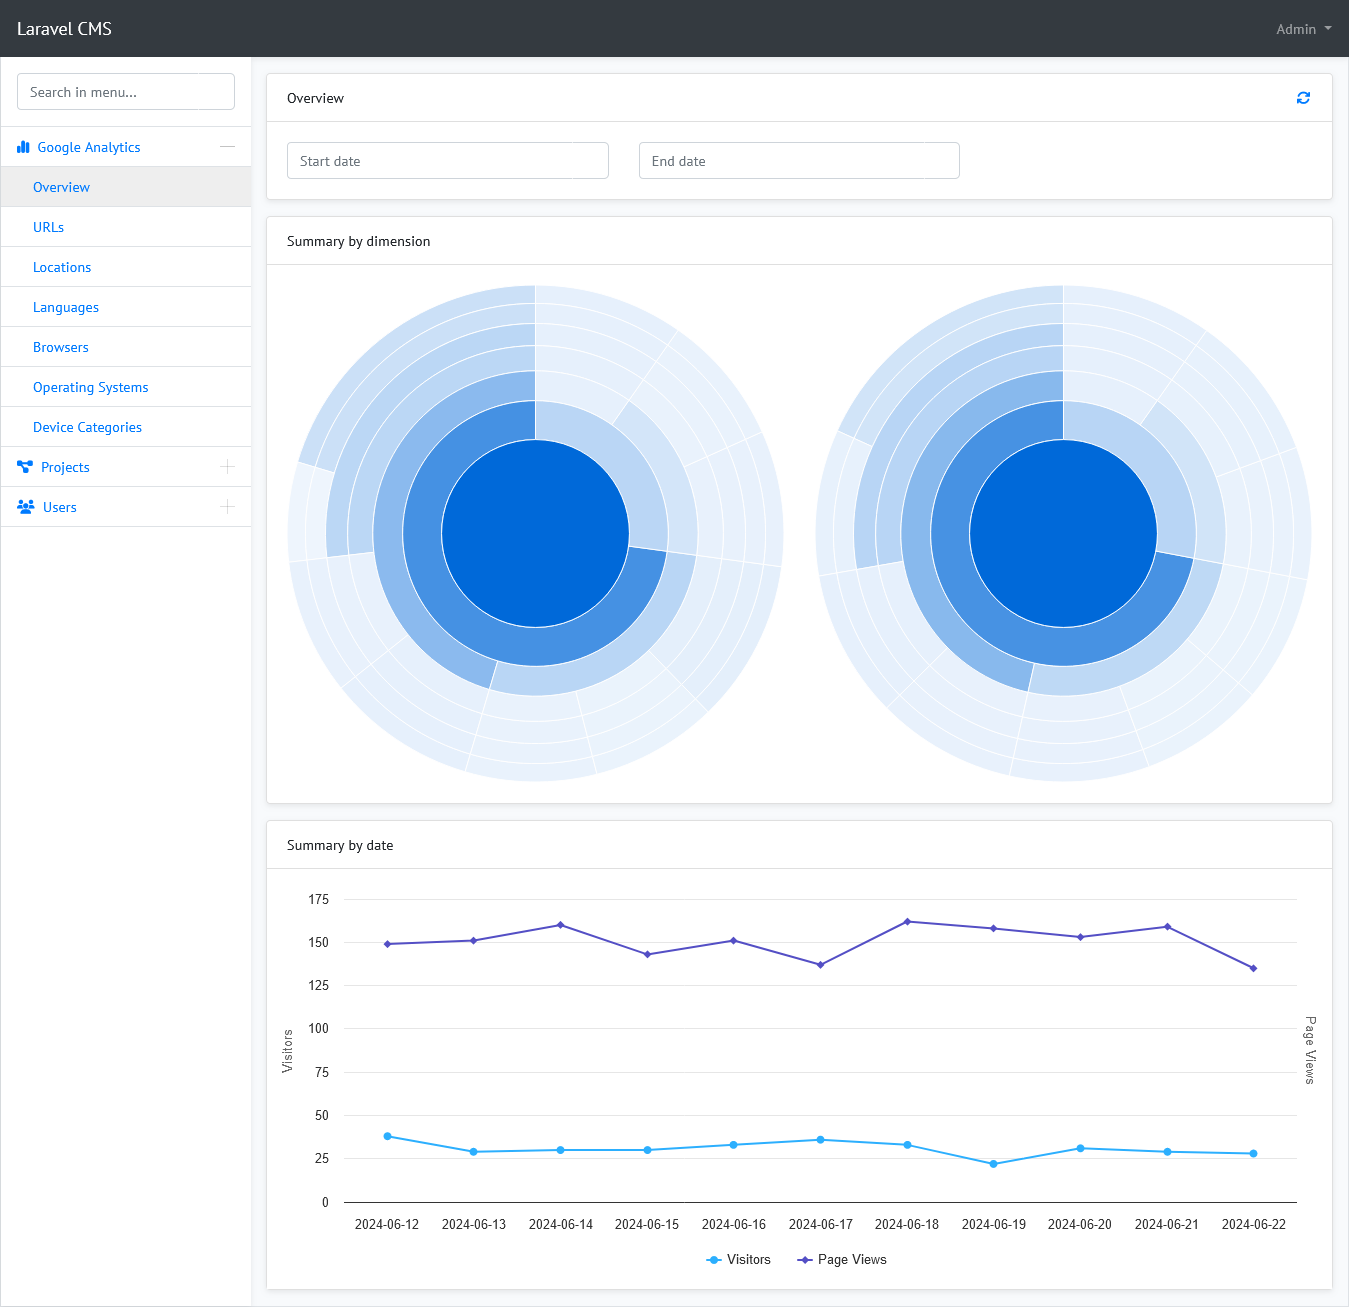 Laravel CMS
Admin
Search in menu...
Google Analytics
Overview
URLs
Locations
Languages
Browsers
Operating Systems
Device Categories
Projects
Users
Overview
Start date
End date
Summary by dimension
Summary by date
175
150
125
100
75
50
25
0
Visitors
Page Views
2024-06-12 2024-06-13 2024-06-14 2024-06-15 2024-06-16 2024-06-17 2024-06-18 2024-06-19 2024-06-20 2024-06-21 2024-06-22
Visitors Page Views